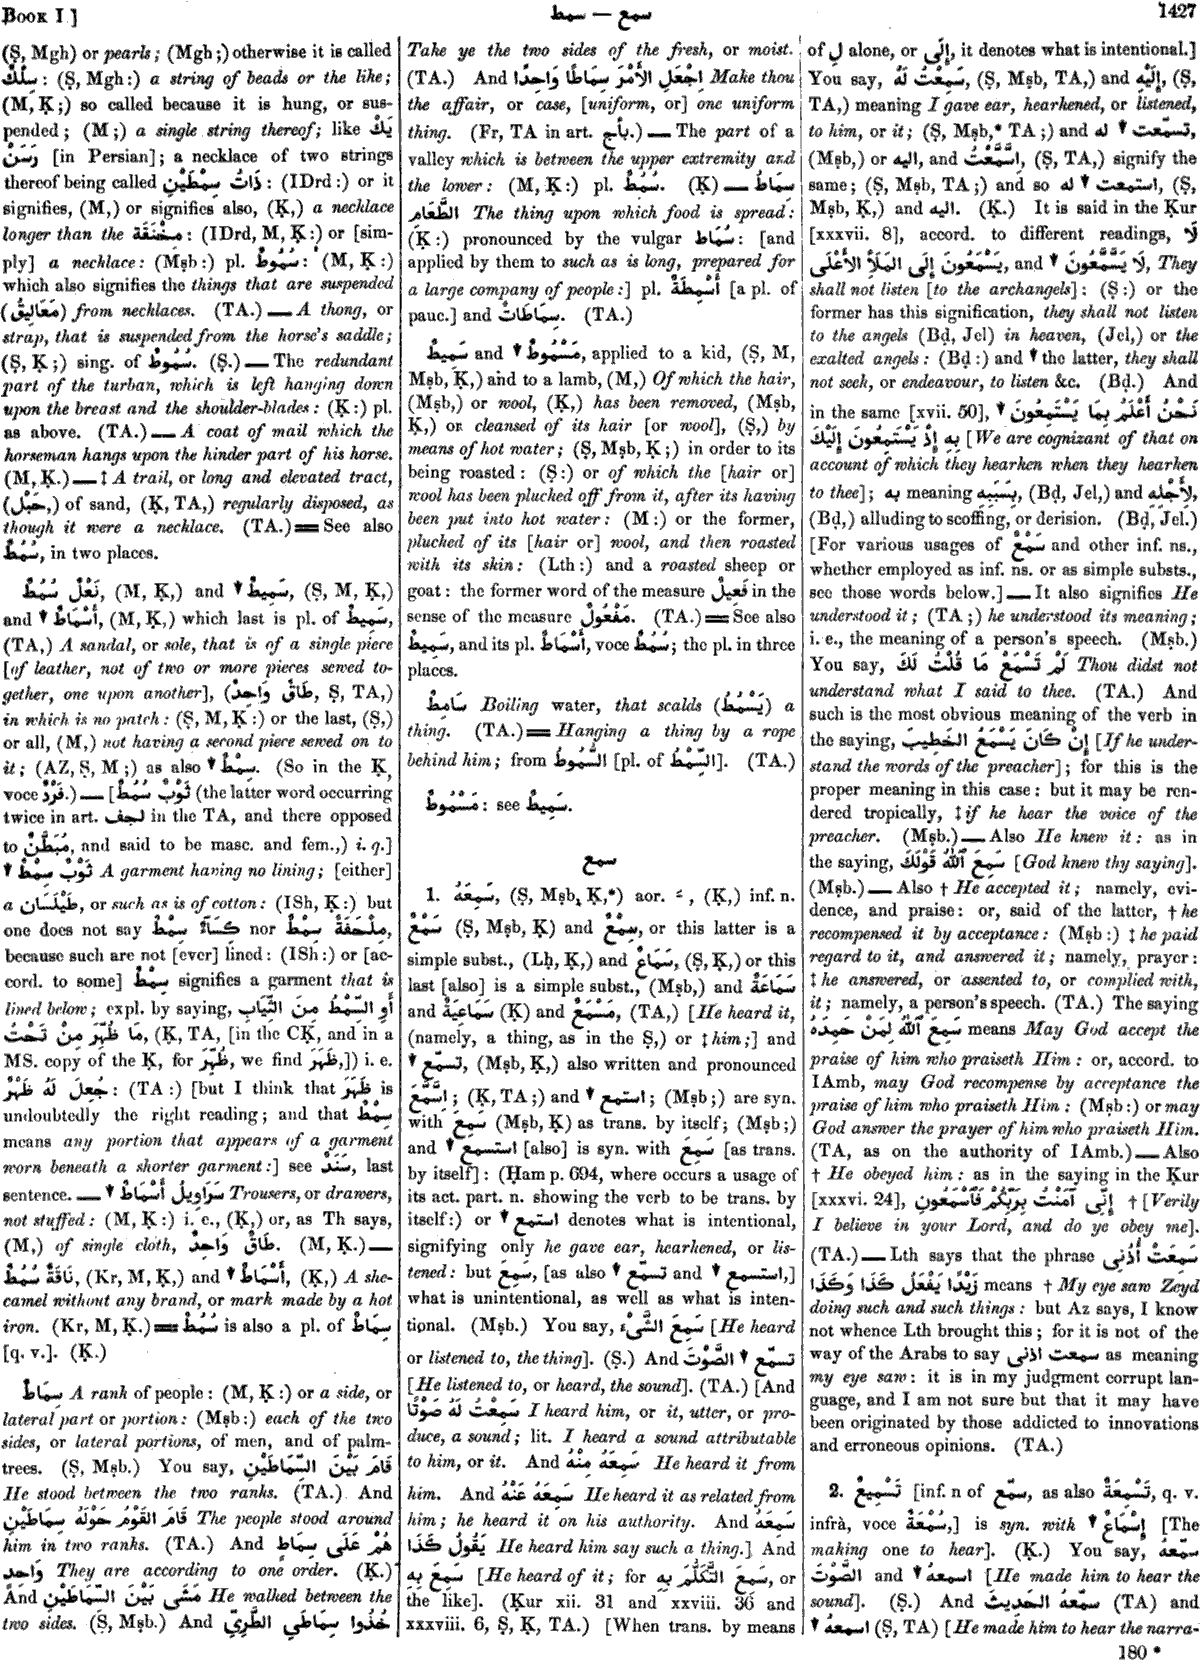 BOOK I.]
سمع — سمط
1427
(Ṣ, Mgh) or pearls; (Mgh;) otherwise it is called
سِلْكٌ: (Ṣ, Mgh:) a string of beads or the like;
(M, Ḳ;) so called because it is hung, or sus-
pended; (M;) a single string thereof; like يَكْ
رَسَنْ [in Persian]; a necklace of two strings
thereof being called ذَاتُ سِمْطَيْنِ: (IDrd:) or it
signifies, (M,) or signifies also, (Ḳ,) a necklace
longer than the مِخْنَقَة: (IDrd, M, Ḳ:) or [sim-
ply] a necklace: (Mṣb:) pl. سُمُوطٌ: (M, Ḳ:)
which also signifies the things that are suspended
(مَعَالِيقُ) from necklaces. (TA.) — A thong, or
strap, that is suspended from the horse's saddle;
(Ṣ, Ḳ;) sing. of سُمُوطٌ. (Ṣ.) — The redundant
part of the turban, which is left hanging down
upon the breast and the shoulder-blades: (Ḳ:) pl.
as above. (TA.) — A coat of mail which the
horseman hangs upon the hinder part of his horse.
(M, Ḳ.) — ‡ A trail, or long and elevated tract,
(حَبْل,) of sand, (Ḳ, TA,) regularly disposed, as
though it were a necklace. (TA.) = See also
سُمُطٌ, in two places.
نَعْلٌ سُمُطٌ, (M, Ḳ,) and ▾ سَمِيطٌ, (Ṣ, M, Ḳ,)
and ▾ أَسْمَاطٌ, (M, Ḳ,) which last is pl. of سَمِيطٌ,
(TA,) A sandal, or sole, that is of a single piece
[of leather, not of two or more pieces sewed to-
gether, one upon another], (طَاقٌ وَاحِدٌ, Ṣ, TA,)
in which is no patch: (Ṣ, M, Ḳ:) or the last, (Ṣ,)
or all, (M,) not having a second piece sewed on to
it; (AZ, Ṣ, M;) as also ▾ سِمْطٌ. (So in the Ḳ,
voce فَرْدٌ.) — [ثَوْبٌ سُمُطٌ (the latter word occurring
twice in art. لحف in the TA, and there opposed
to مُبَطَّنٌ, and said to be masc. and fem.,) i. q.]
▾ ثَوْبٌ سِمْطٌ A garment having no lining; [either]
a طَيْلَسَان, or such as is of cotton: (ISh, Ḳ:) but
one does not say كِسَآءٌ سِمْطٌ nor مِلْحَفَةٌ سِمْطٌ,
because such are not [ever] lined: (ISh:) or [ac-
cord. to some] سِمْطٌ signifies a garment that is
lined below; expl. by saying, أَوِ السِّمْطُ مِنَ الثِّيَابِ
مَا ظُهِّرَ مِنْ تَحْتُ, (Ḳ, TA, [in the CḲ, and in a
MS. copy of the Ḳ, for ظُهِّرَ, we find ظَهَرَ,]) i. e.
جُعِلَ لَهُ ظَهْرٌ: (TA:) [but I think that ظَهَرَ is
undoubtedly the right reading; and that سِمْطٌ
means any portion that appears of a garment
worn beneath a shorter garment:] see سَنَدٌ, last
sentence. — ▾ سَرَاوِيلُ أَسْمَاطٌ Trousers, or drawers,
not stuffed: (M, Ḳ:) i. e., (Ḳ,) or, as Th says,
(M,) of single cloth, طَاقٌ وَاحِدٌ. (M, Ḳ.) —
نَاقَةٌ سُمُطٌ, (Kr, M, Ḳ,) and ▾ أَسْمَاطٌ, (Ḳ,) A she-
camel without any brand, or mark made by a hot
iron. (Kr, M, Ḳ.) = سُمُطٌ is also a pl. of سِمَاطٌ
[q. v.]. (Ḳ.)
سِمَاطٌ A rank of people: (M, Ḳ:) or a side, or
lateral part or portion: (Mṣb:) each of the two
sides, or lateral portions, of men, and of palm-
trees. (Ṣ, Mṣb.) You say, قَامَ بَيْنَ السِّمَاطَيْنِ
He stood between the two ranks. (TA.) And
قَامَ القَوْمُ حَوْلَهُ سِمَاطَيْنِ The people stood around
him in two ranks. (TA.) And هُمْ عَلَى سِمَاطٍ
وَاحِدٍ They are according to one order. (Ḳ.)
And مَشَى بَيْنَ السِّمَاطَيْنِ He walked between the
two sides. (Ṣ, Mṣb.) And خُذُوا سِمَاطَيِ الطَّرِيِّ
Take ye the two sides of the fresh, or moist.
(TA.) And اِجْعَلِ الأَمْرَ سِمَاطًا وَاحِدًا Make thou
the affair, or case, [uniform, or] one uniform
thing. (Fr, TA in art. بأج.) — The part of a
valley which is between the upper extremity and
the lower: (M, Ḳ:) pl. سُمُطٌ. (Ḳ) — سِمَاطُ
الطَّعَامِ The thing upon which food is spread:
(Ḳ:) pronounced by the vulgar سُمَاط: [and
applied by them to such as is long, prepared for
a large company of people:] pl. أَسْمِطَةٌ [a pl. of
pauc.] and سِمَاطَاتٌ. (TA.)
سَمِيطٌ and ▾ مَسْمُوطٌ, applied to a kid, (Ṣ, M,
Mṣb, Ḳ,) and to a lamb, (M,) Of which the hair,
(Mṣb,) or wool, (Ḳ,) has been removed, (Mṣb,
Ḳ,) or cleansed of its hair [or wool], (Ṣ,) by
means of hot water; (Ṣ, Mṣb, Ḳ;) in order to its
being roasted: (Ṣ:) or of which the [hair or]
wool has been plucked off from it, after its having
been put into hot water: (M:) or the former,
plucked of its [hair or] wool, and then roasted
with its skin: (Lth:) and a roasted sheep or
goat: the former word of the measure فَعِيلٌ in the
sense of the measure مَفْعُولٌ. (TA.) = See also
سَمِيطٌ, and its pl. أَسْمَاطٌ, voce سُمُطٌ; the pl. in three
places.
سَامِطٌ Boiling water, that scalds (يَسْمُطُ) a
thing. (TA.) = Hanging a thing by a rope
behind him; from السُّمُوطُ [pl. of السِّمْطُ]. (TA.)
مَسْمُوطٌ: see سَمِيطٌ.
سمع
1. سَمِعَهُ, (Ṣ, Mṣb, Ḳ,*) aor. ـَ , (Ḳ,) inf. n.
سَمْعٌ (Ṣ, Mṣb, Ḳ) and سِمْعٌ, or this latter is a
simple subst., (Lḥ, Ḳ,) and سَمَاعٌ, (Ṣ, Ḳ,) or this
last [also] is a simple subst., (Mṣb,) and سَمَاعَةٌ
and سَمَاعِيَةٌ (Ḳ) and مَسْمَعٌ, (TA,) [He heard it,
(namely, a thing, as in the Ṣ,) or ‡ him;] and
▾ تسمّع, (Mṣb, Ḳ,) also written and pronounced
اِسَّمَّعَ; (Ḳ, TA;) and ▾ استمع; (Mṣb;) are syn.
with سَمِعَ (Mṣb, Ḳ) as trans. by itself; (Mṣb;)
and ▾ استسمع [also] is syn. with سَمِعَ [as trans.
by itself]: (Ḥam p. 694, where occurs a usage of
its act. part. n. showing the verb to be trans. by
itself:) or ▾ استمع denotes what is intentional,
signifying only he gave ear, hearkened, or lis-
tened: but سَمِعَ, [as also ▾ تسمّع and ▾ استسمع,]
what is unintentional, as well as what is inten-
tional. (Mṣb.) You say, سَمِعَ الشَّىْءَ [He heard
or listened to, the thing]. (Ṣ.) And ▾ تسمّع الصَّوْتَ
[He listened to, or heard, the sound]. (TA.) [And
سَمِعْتُ لَهُ صَوْتًا I heard him, or it, utter, or pro-
duce, a sound; lit. I heard a sound attributable
to him, or it. And سَمِعَهُ مِنْهُ He heard it from
him. And سَمِعَهُ عَنْهُ He heard it as related from
him; he heard it on his authority. And سَمِعَهُ
يَقُولُ كَذَا He heard him say such a thing.] And
سَمِعَ بِهِ [He heard of it; for سَمِعَ التَّكَلُّمَ بِهِ, or
the like]. (Ḳur xii. 31 and xxviii. 36 and
xxxviii. 6, Ṣ, Ḳ, TA.) [When trans. by means
of ل alone, or إِلَى, it denotes what is intentional.]
You say, سَمِعْتُ لَهُ, (Ṣ, Mṣb, TA,) and إِلَيْهِ, (Ṣ,
TA,) meaning I gave ear, hearkened, or listened,
to him, or it; (Ṣ, Mṣb,* TA;) and ▾ تسمّعت له,
(Mṣb,) or اليه, and اِسَّمَّعْتُ, (Ṣ, TA,) signify the
same; (Ṣ, Mṣb, TA;) and so ▾ استمعت له, (Ṣ,
Mṣb, Ḳ,) and اليه. (Ḳ.) It is said in the Ḳur
[xxxvii. 8], accord. to different readings, لَا
يَسْمَعُونَ إِلَى المَلَأِ الأَعْلَى, and ▾ لَا يَسَّمَّعُونَ, They
shall not listen [to the archangels]: (Ṣ:) or the
former has this signification, they shall not listen
to the angels (Bḍ, Jel) in heaven, (Jel,) or the
exalted angels: (Bḍ:) and ▾ the latter, they shall
not seek, or endeavour, to listen &c. (Bḍ.) And
in the same [xvii. 50], ▾ نَحْنُ أَعْلَمُ بِمَا يَسْتَمِعُونَ
بِهِ إِذْ يَسْتَمِعُونَ إِلَيْكَ [We are cognizant of that on
account of which they hearken when they hearken
to thee]; به meaning بِسَبَبِهِ, (Bḍ, Jel,) and لِأَجْلِهِ,
(Bḍ,) alluding to scoffing, or derision. (Bḍ, Jel.)
[For various usages of سَمْعٌ and other inf. ns.,
whether employed as inf. ns. or as simple substs.,
see those words below.] — It also signifies He
understood it; (TA;) he understood its meaning;
i. e., the meaning of a person's speech. (Mṣb.)
You say, لَمْ تَسْمَعْ مَا قُلْتُ لَكَ Thou didst not
understand what I said to thee. (TA.) And
such is the most obvious meaning of the verb in
the saying, إِنْ كَانَ يَسْمَعُ الخَطِيبَ [If he under-
stand the words of the preacher]; for this is the
proper meaning in this case: but it may be ren-
dered tropically, ‡ if he hear the voice of the
preacher. (Mṣb.) — Also He knew it: as in
the saying, سَمِعَ ٱللّٰهُ قَوْلَكَ [God knew thy saying].
(Mṣb.) — Also † He accepted it; namely, evi-
dence, and praise: or, said of the latter, † he
recompensed it by acceptance: (Mṣb:) ‡ he paid
regard to it, and answered it; namely, prayer:
‡ he answered, or assented to, or complied with,
it; namely, a person's speech. (TA.) The saying
سَمِعَ ٱللّٰهُ لِمَنْ حَمِدَهُ means May God accept the
praise of him who praiseth Him: or, accord. to
IAmb, may God recompense by acceptance the
praise of him who praiseth Him: (Mṣb:) or may
God answer the prayer of him who praiseth Him.
(TA, as on the authority of IAmb.) — Also
† He obeyed him: as in the saying in the Ḳur
[xxxvi. 24], إِنِّى آمَنْتُ بِرَبِّكُمْ فَٱسْمَعُونِ † [Verily
I believe in your Lord, and do ye obey me].
(TA.) — Lth says that the phrase سَمِعَتْ أُذُنِى
زَيْدًا يَفْعَلُ كَذَا وَكَذَا means † My eye saw Zeyd
doing such and such things: but Az says, I know
not whence Lth brought this; for it is not of the
way of the Arabs to say سمعت اذنى as meaning
my eye saw: it is in my judgment corrupt lan-
guage, and I am not sure but that it may have
been originated by those addicted to innovations
and erroneous opinions. (TA.)
2. تَسْمِيعٌ [inf. n of سمّع, as also تَسْمِعَةٌ, q. v.
infrà, voce سُمْعَةٌ,] is syn. with ▾ إِسْمَاعٌ [The
making one to hear]. (Ḳ.) You say, سمّعهُ
الصَّوْتَ and ▾ اسمعهُ [He made him to hear the
sound]. (Ṣ.) And سمّعهُ الحَدِيثَ (TA) and
▾ اسمعهُ (Ṣ, TA) [He made him to hear the narra-
180 *